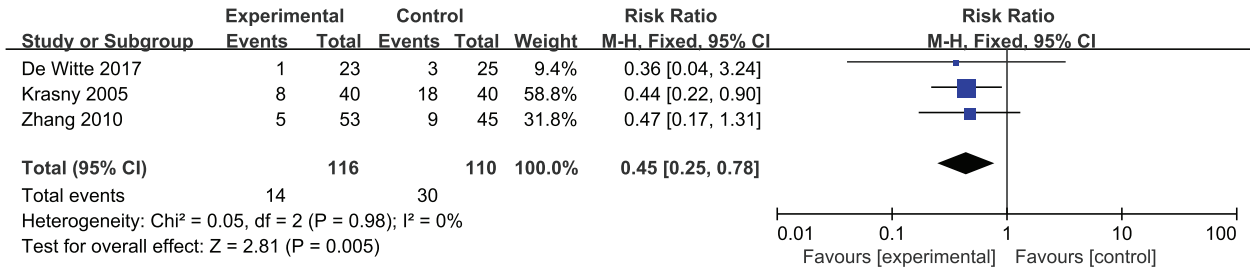 Experimental Control Risk Ratio Risk Ratio
Study or Subgroup Events Total Events Total Weight M-H, Fixed, 95% CI M-H, Fixed, 95% CI
De Witte 2017 1 23 3 25 9.4% 0.36 [0.04, 3.24]
Krasny 2005 8 40 18 40 58.8% 0.44 [0.22, 0.90]
Zhang 2010 5 53 9 45 31.8% 0.47 [0.17, 1.31]
Total (95% CI) 116 110 100.0% 0.45 [0.25, 0.78]
Total events 14 30
Heterogeneity: Chi² = 0.05, df = 2 (P = 0.98); I² = 0%
Test for overall effect: Z = 2.81 (P = 0.005)
0.01 0.1 1 10 100
Favours [experimental] Favours [control]